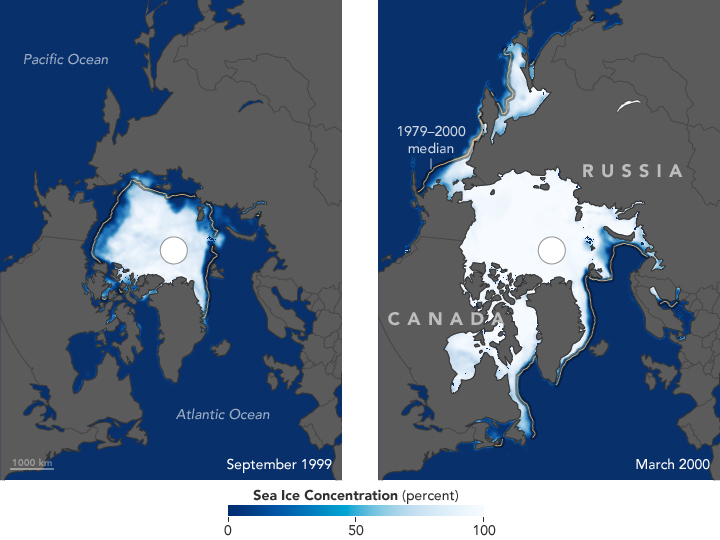 Pacific Ocean
Atlantic Ocean
1000 km
September 1999
1979–2000
median
RUSSIA
CANADA
March 2000
Sea Ice Concentration (percent)
0 50 100